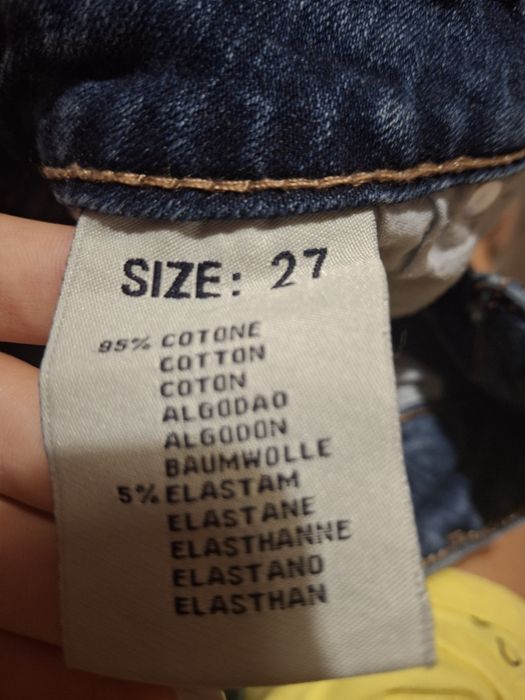 SIZE: 27
95% COTONE
COTTON
COTON
ALGODAO
ALGODON
BAUMWOLLE
5% ELASTAM
ELASTANE
ELASTHANNE
ELASTANO
ELASTHAN